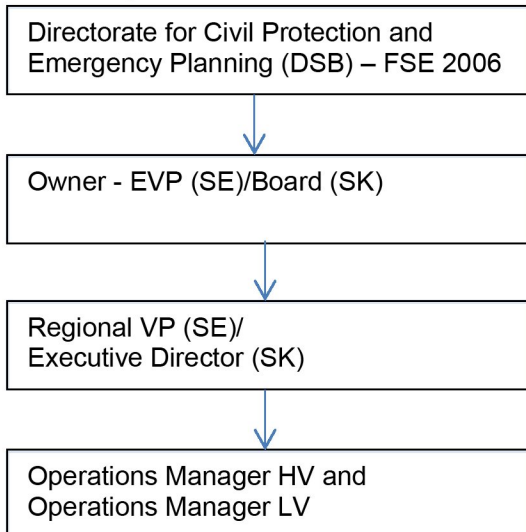 Directorate for Civil Protection and
Emergency Planning (DSB) – FSE 2006
Owner - EVP (SE)/Board (SK)
Regional VP (SE)/
Executive Director (SK)
Operations Manager HV and
Operations Manager LV